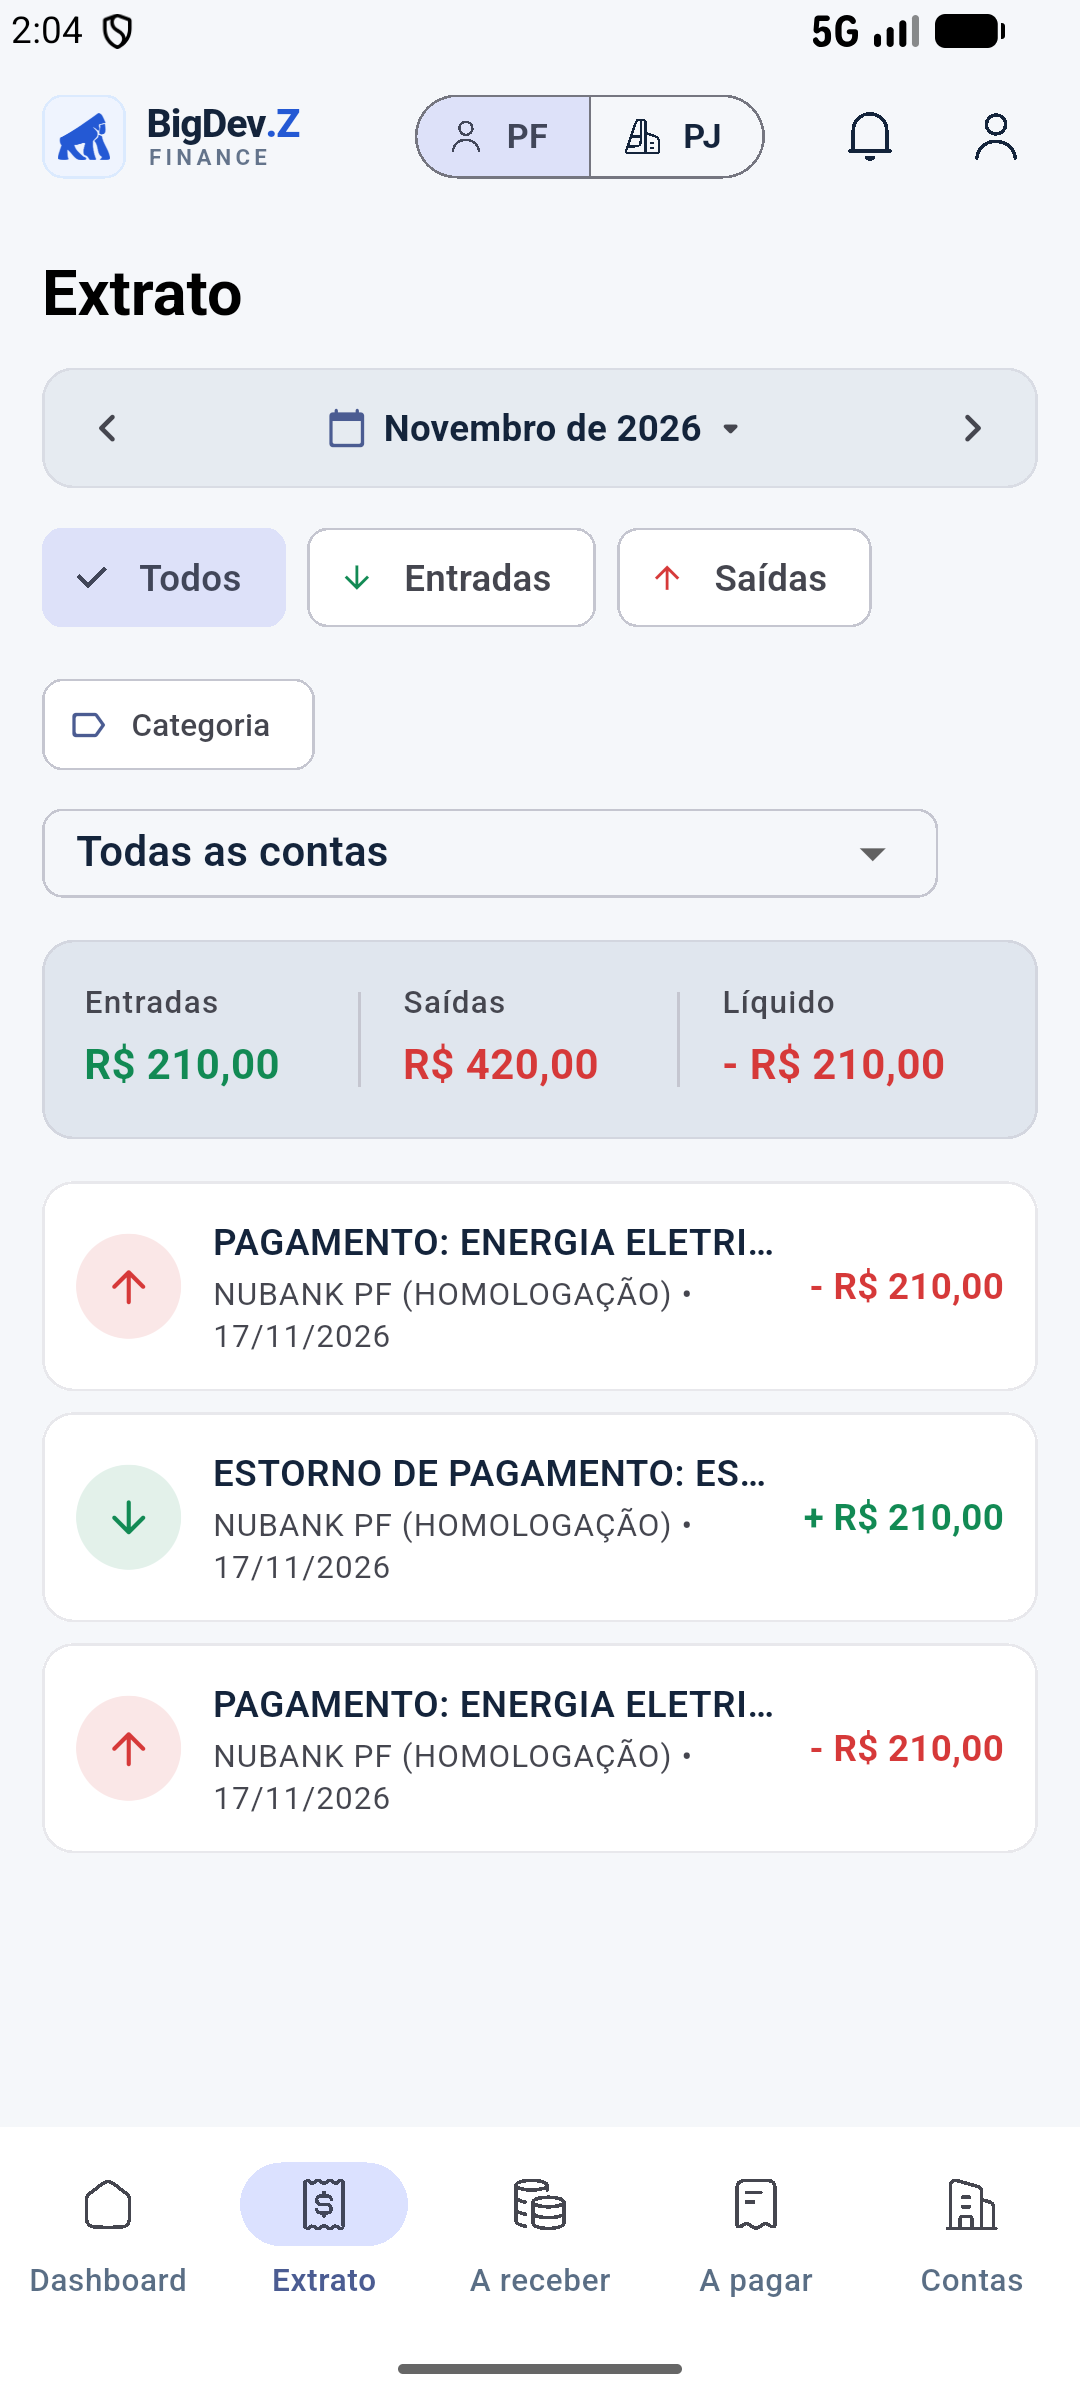 2:04
5G
BigDev.Z
FINANCE
PF
PJ
Extrato
Novembro de 2026
Todos
Entradas
Saídas
Categoria
Todas as contas
Entradas
Saídas
Líquido
R$ 210,00
R$ 420,00
- R$ 210,00
PAGAMENTO: ENERGIA ELETRI...
NUBANK PF (HOMOLOGAÇÃO) •
17/11/2026
- R$ 210,00
ESTORNO DE PAGAMENTO: ES...
NUBANK PF (HOMOLOGAÇÃO) •
17/11/2026
+ R$ 210,00
PAGAMENTO: ENERGIA ELETRI...
NUBANK PF (HOMOLOGAÇÃO) •
17/11/2026
- R$ 210,00
Dashboard
Extrato
A receber
A pagar
Contas